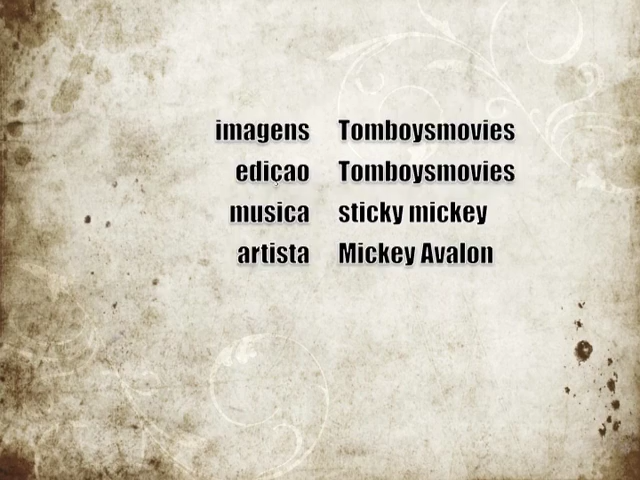 imagens Tomboysmovies
ediçao Tomboysmovies
musica sticky mickey
artista Mickey Avalon